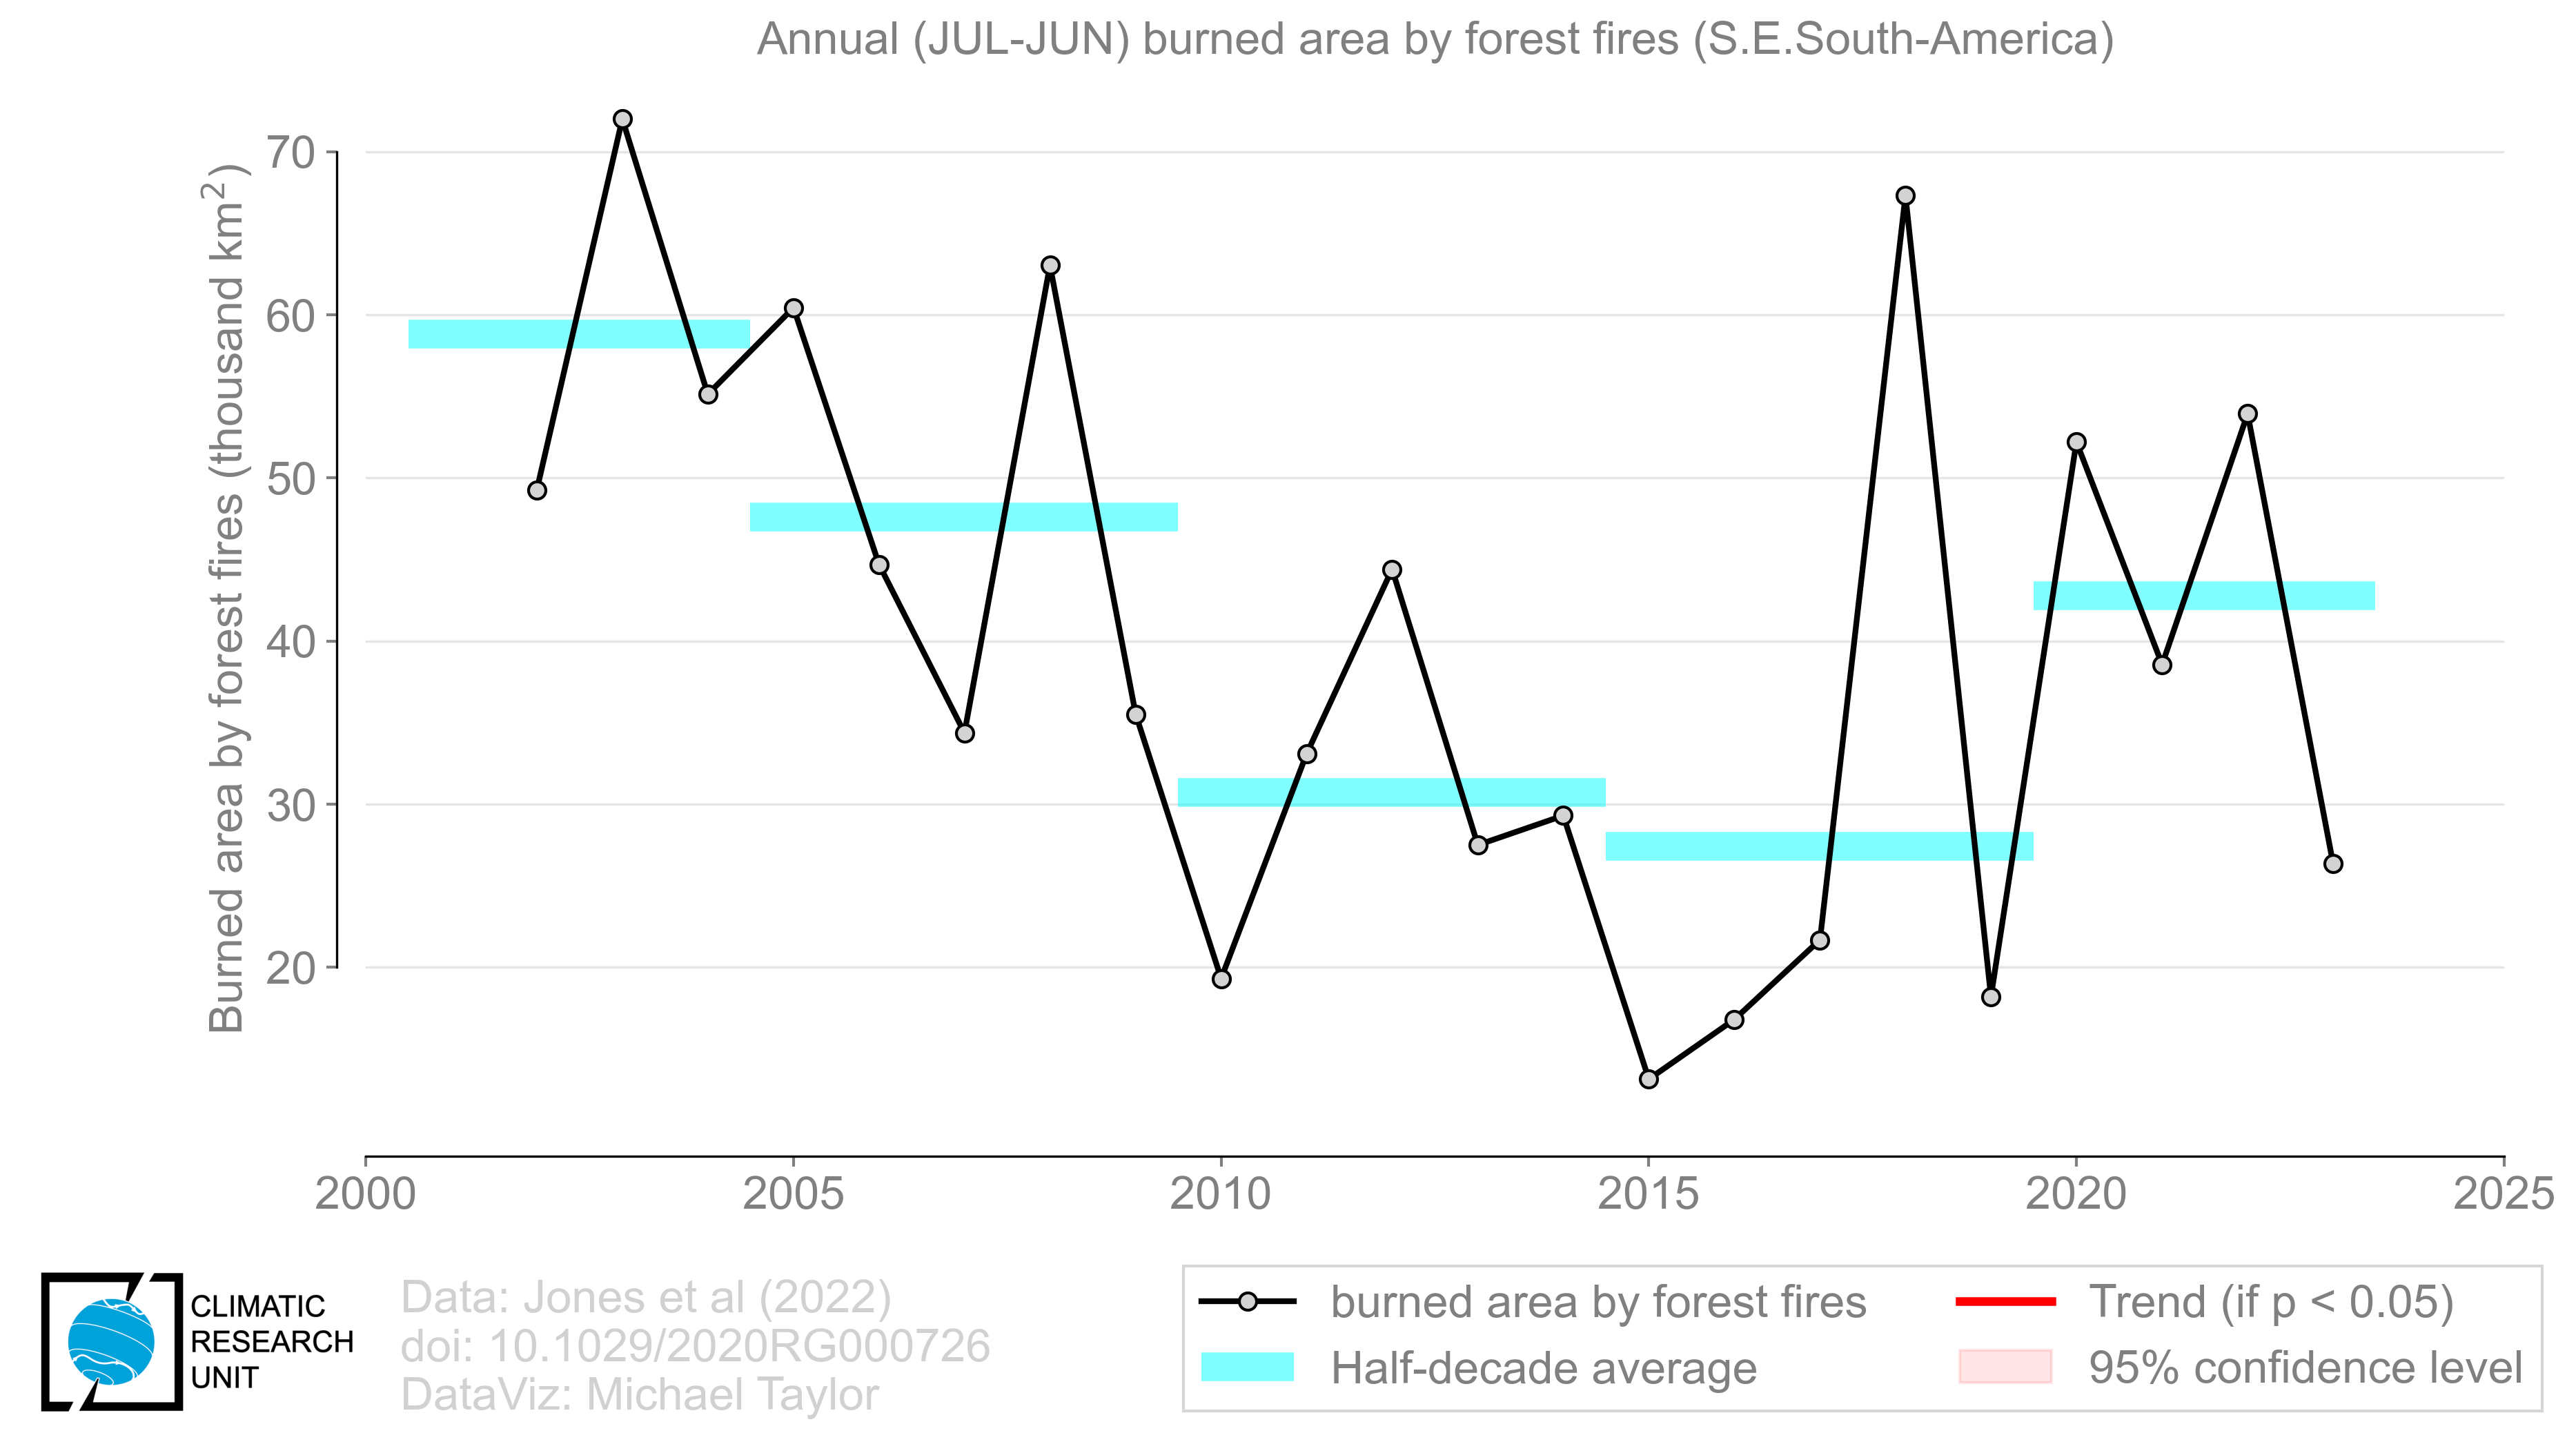 Annual (JUL-JUN) burned area by forest fires (S.E.South-America)
Burned area by forest fires (thousand km²)
70
60
50
40
30
20
2000
2005
2010
2015
2020
2025
CLIMATIC
RESEARCH
UNIT
Data: Jones et al (2022)
doi: 10.1029/2020RG000726
DataViz: Michael Taylor
burned area by forest fires
Half-decade average
Trend (if p < 0.05)
95% confidence level